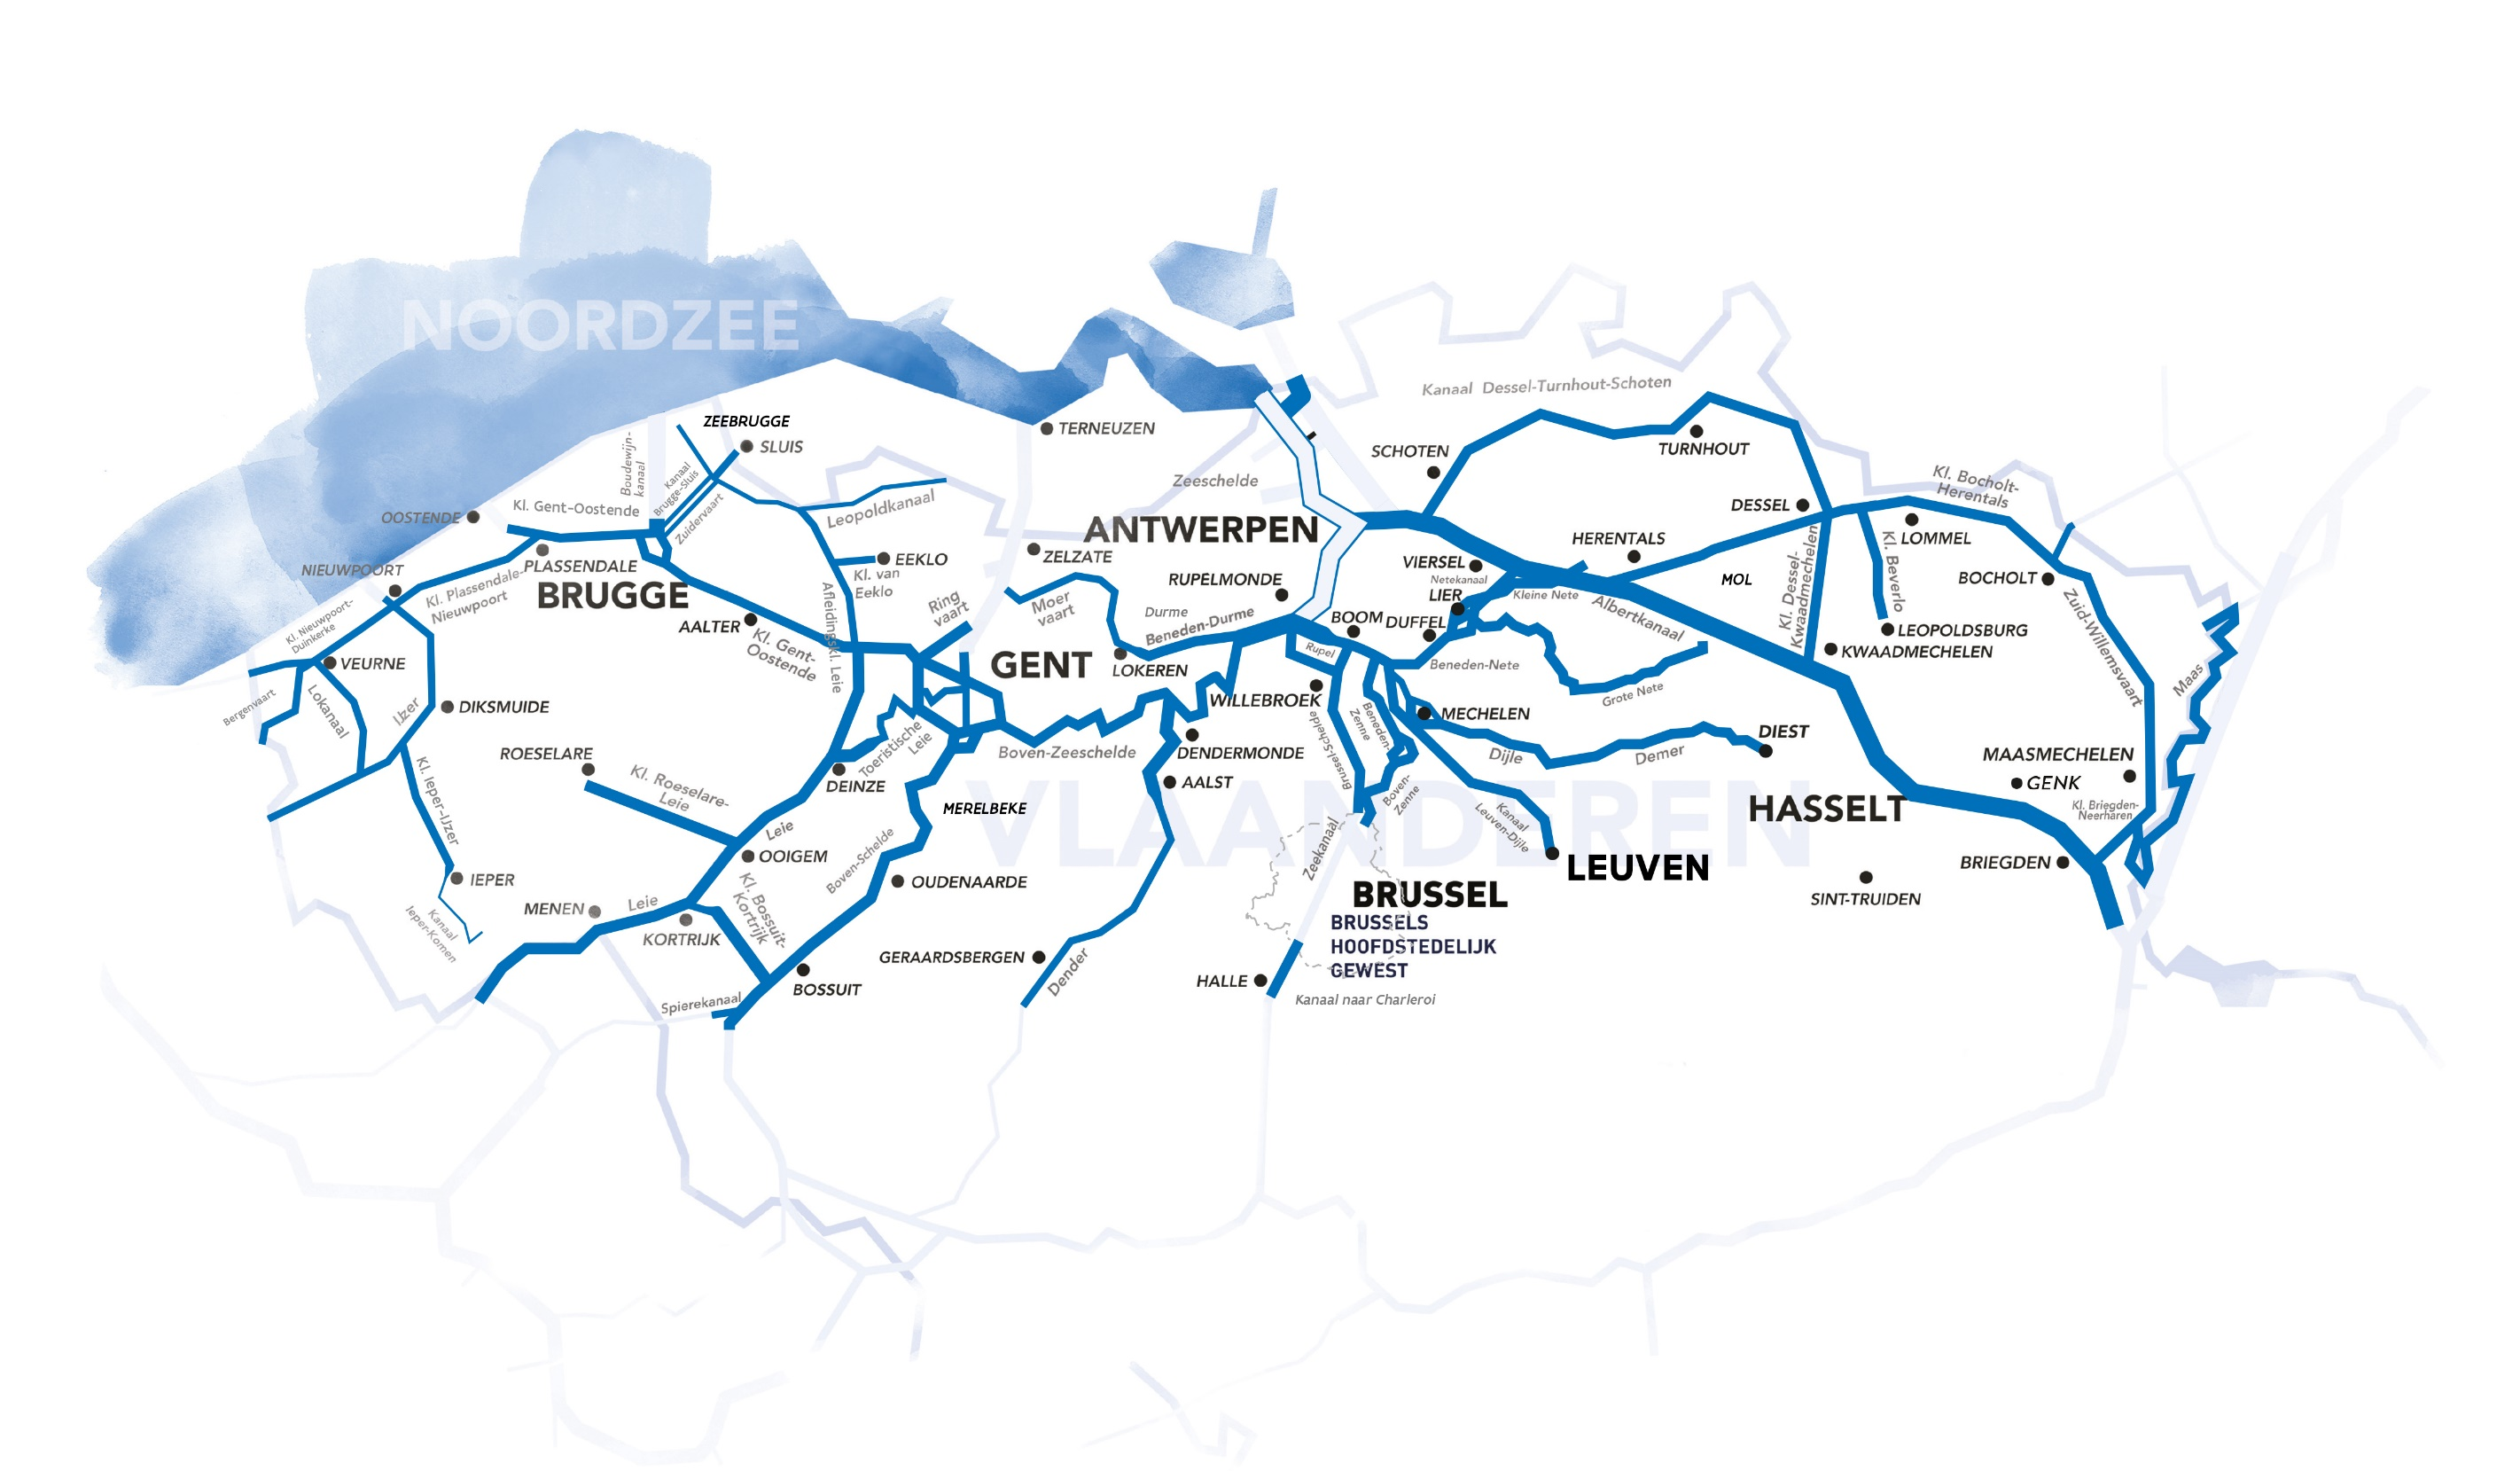 NOORDZEE
ZEEBRUGGE
SLUIS
TERNEUZEN
Kanaal Dessel-Turnhout-Schoten
SCHOTEN
TURNHOUT
Boudewijn-
kanaal
Kanaal
Brugge-Sluis
Zuidervaart
Zeeschelde
Kl. Gent-Oostende
OOSTENDE
Leopoldkanaal
ANTWERPEN
DESSEL
Kl. Bocholt-
Herentals
LOMMEL
HERENTALS
PLASSENDALE
NIEUWPOORT
Kl. Plassendale-
Nieuwpoort
BRUGGE
EEKLO
Kl. van
Eeklo
ZELZATE
RUPELMONDE
VIERSEL
Netekanaal
LIER
Kleine Nete
MOL
Kl. Dessel-
Kwaadmechelen
Kl. Beverlo
BOCHOLT
Kl. Nieuwpoort-
Duinkerke
AALTER
Kl. Gent-
Oostende
Afleidingskl. Leie
Ring
vaart
Moer
vaart
Durme
Beneden-Durme
BOOM
DUFFEL
Albertkanaal
LEOPOLDSBURG
KWAADMECHELEN
Zuid-Willemsvaart
VEURNE
GENT
LOKEREN
Rupel
Beneden-Nete
Grote Nete
Maas
Bergenvaart
Lokanaal
IJzer
DIKSMUIDE
WILLEBROEK
MECHELEN
Brussel-Schelde
Beneden-
Zenne
DIEST
ROESELARE
Toeristische
Leie
Boven-Zeeschelde
DENDERMONDE
Dijle
Demer
MAASMECHELEN
Kl. Ieper-IJzer
Kl. Roeselare-
Leie
DEINZE
AALST
Boven-
Zenne
GENK
MERELBEKE
VLAANDEREN
HASSELT
Kl. Briegden-
Neerharen
Leie
OOIGEM
Boven-Schelde
Zeekanaal
Kanaal
Leuven-Dijle
LEUVEN
BRIEGDEN
IEPER
OUDENAARDE
BRUSSEL
SINT-TRUIDEN
Kanaal
Ieper-Komen
MENEN
Leie
Kl. Bossuit-
Kortrijk
KORTRIJK
BRUSSELS
HOOFDSTEDELIJK
GEWEST
GERAARDSBERGEN
Dender
HALLE
BOSSUIT
Spierekanaal
Kanaal naar Charleroi